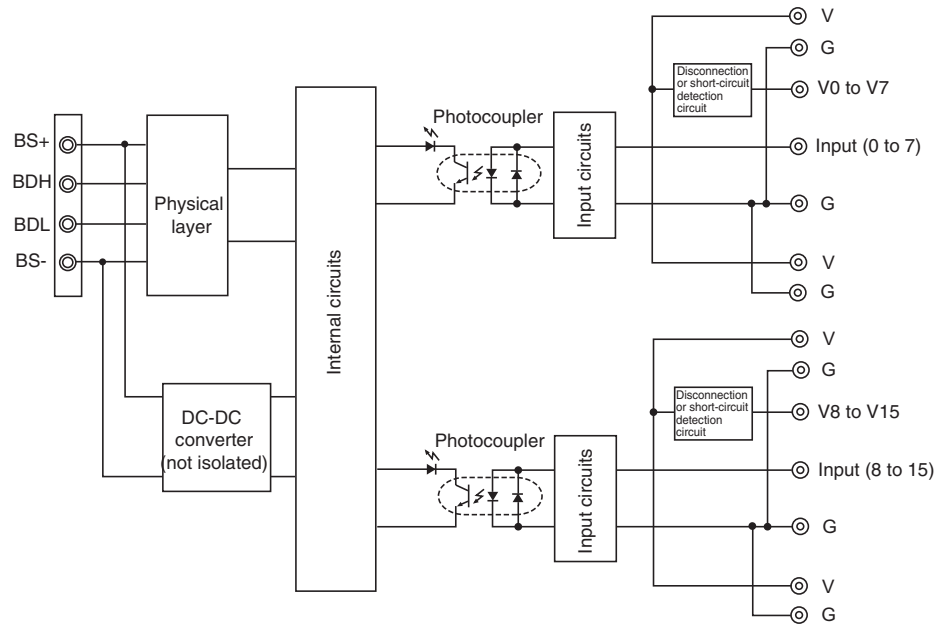 BS+
BDH
BDL
BS-
Physical
layer
DC-DC
converter
(not isolated)
Internal circuits
Photocoupler
Input circuits
V
G
Disconnection
or short-circuit
detection
circuit
V0 to V7
Input (0 to 7)
G
V
G
Photocoupler
Input circuits
V
G
Disconnection
or short-circuit
detection
circuit
V8 to V15
Input (8 to 15)
G
V
G